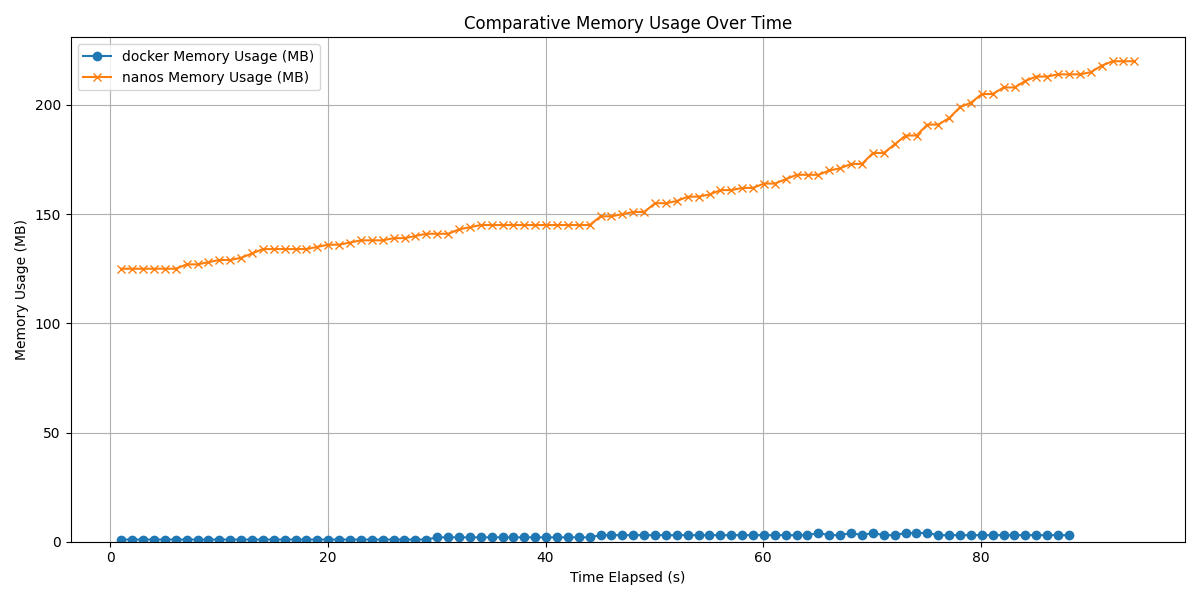 Comparative Memory Usage Over Time
docker Memory Usage (MB)
nanos Memory Usage (MB)
Memory Usage (MB)
200
150
100
50
0
0 20 40 60 80
Time Elapsed (s)